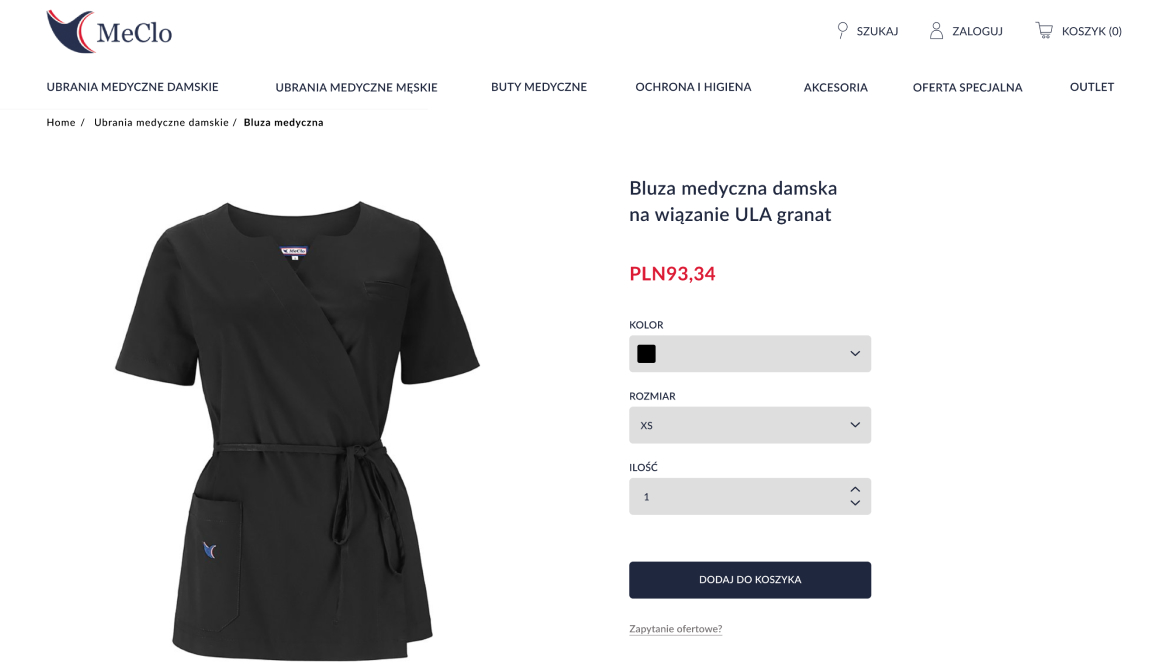 MeClo
SZUKAJ
ZALOGUJ
KOSZYK (0)
UBRANIA MEDYCZNE DAMSKIE
UBRANIA MEDYCZNE MĘSKIE
BUTY MEDYCZNE
OCHRONA I HIGIENA
AKCESORIA
OFERTA SPECJALNA
OUTLET
Home / Ubrania medyczne damskie / Bluza medyczna
MeClo
Bluza medyczna damska
na wiązanie ULA granat
PLN93,34
KOLOR
ROZMIAR
XS
ILOŚĆ
1
DODAJ DO KOSZYKA
Zapytanie ofertowe?